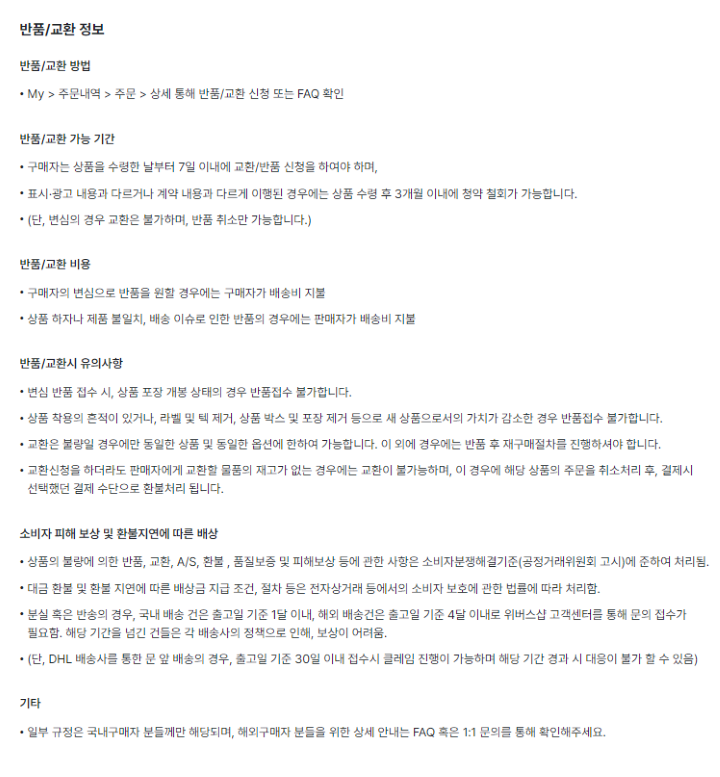 반품/교환 정보
반품/교환 방법
• My > 주문내역 > 주문 > 상세 통해 반품/교환 신청 또는 FAQ 확인
반품/교환 가능 기간
• 구매자는 상품을 수령한 날부터 7일 이내에 교환/반품 신청을 하여야 하며,
• 표시·광고 내용과 다르거나 계약 내용과 다르게 이행된 경우에는 상품 수령 후 3개월 이내에 청약 철회가 가능합니다.
• (단, 변심의 경우 교환은 불가하며, 반품 취소만 가능합니다.)
반품/교환 비용
• 구매자의 변심으로 반품을 원할 경우에는 구매자가 배송비 지불
• 상품 하자나 제품 불일치, 배송 이슈로 인한 반품의 경우에는 판매자가 배송비 지불
반품/교환시 유의사항
• 변심 반품 접수 시, 상품 포장 개봉 상태의 경우 반품접수 불가합니다.
• 상품 착용의 흔적이 있거나, 라벨 및 텍 제거, 상품 박스 및 포장 제거 등으로 새 상품으로서의 가치가 감소한 경우 반품접수 불가합니다.
• 교환은 불량일 경우에만 동일한 상품 및 동일한 옵션에 한하여 가능합니다. 이 외에 경우에는 반품 후 재구매절차를 진행하셔야 합니다.
• 교환신청을 하더라도 판매자에게 교환할 물품의 재고가 없는 경우에는 교환이 불가능하며, 이 경우에 해당 상품의 주문을 취소처리 후, 결제시
선택했던 결제 수단으로 환불처리 됩니다.
소비자 피해 보상 및 환불지연에 따른 배상
• 상품의 불량에 의한 반품, 교환, A/S, 환불 , 품질보증 및 피해보상 등에 관한 사항은 소비자분쟁해결기준(공정거래위원회 고시)에 준하여 처리됨.
• 대금 환불 및 환불 지연에 따른 배상금 지급 조건, 절차 등은 전자상거래 등에서의 소비자 보호에 관한 법률에 따라 처리함.
• 분실 혹은 반송의 경우, 국내 배송 건은 출고일 기준 1달 이내, 해외 배송건은 출고일 기준 4달 이내로 위버스샵 고객센터를 통해 문의 접수가
필요함. 해당 기간을 넘긴 건들은 각 배송사의 정책으로 인해, 보상이 어려움.
• (단, DHL 배송사를 통한 문 앞 배송의 경우, 출고일 기준 30일 이내 접수시 클레임 진행이 가능하며 해당 기간 경과 시 대응이 불가 할 수 있음)
기타
• 일부 규정은 국내구매자 분들께만 해당되며, 해외구매자 분들을 위한 상세 안내는 FAQ 혹은 1:1 문의를 통해 확인해주세요.